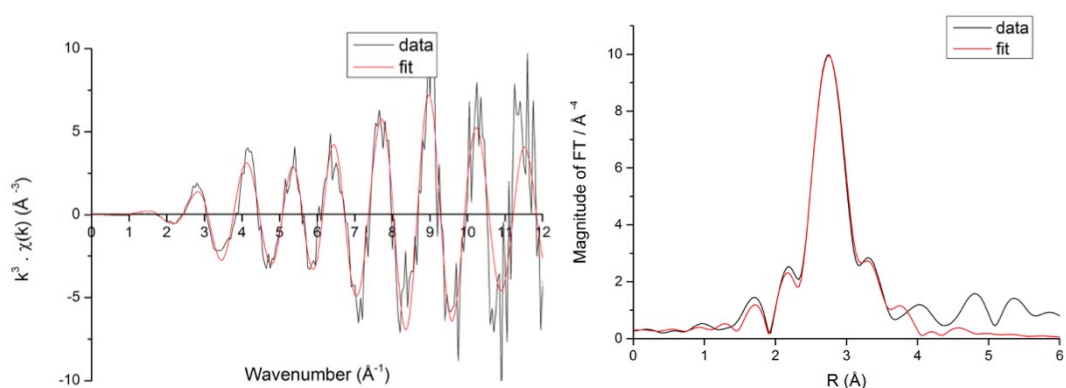 10
5
0
-5
-10
k³ . χ(k) (Å⁻³)
data
fit
0 1 2 3 4 5 6 7 8 9 10 11 12
Wavenumber (Å⁻¹)
data
fit
10
8
6
4
2
0
Magnitude of FT / Å⁻⁴
0 1 2 3 4 5 6
R (Å)